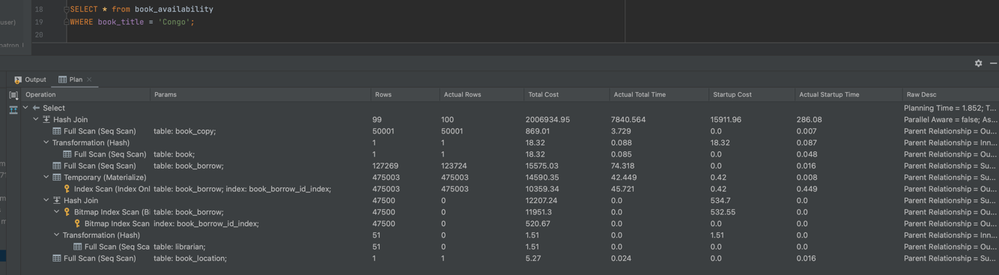 18 SELECT * from book_availability
user) 19 WHERE book_title = 'Congo';
20
Output Plan
Operation Params Rows Actual Rows Total Cost Actual Total Time Startup Cost Actual Startup Time Raw Desc
Select Planning Time = 1.852; T...
Hash Join 99 100 2006934.95 7840.564 15911.96 286.08 Parallel Aware = false; As...
Full Scan (Seq Scan) table: book_copy; 50001 50001 869.01 3.729 0.0 0.007 Parent Relationship = Ou...
Transformation (Hash) 1 1 18.32 0.088 18.32 0.087 Parent Relationship = Inn...
Full Scan (Seq Scan) table: book; 1 1 18.32 0.085 0.0 0.048 Parent Relationship = Ou...
Full Scan (Seq Scan) table: book_borrow; 127269 123724 15575.03 74.318 0.0 0.016 Parent Relationship = Su...
Temporary (Materialize) 475003 475003 14590.35 42.449 0.42 0.008 Parent Relationship = Su...
Index Scan (Index Onl table: book_borrow; index: book_borrow_id_index; 475003 475003 10359.34 45.721 0.42 0.449 Parent Relationship = Ou...
Hash Join 47500 0 12207.24 0.0 534.7 0.0 Parent Relationship = Su...
Bitmap Index Scan (Bi table: book_borrow; 47500 0 11951.3 0.0 532.55 0.0 Parent Relationship = Ou...
Bitmap Index Scan index: book_borrow_id_index; 47500 0 520.67 0.0 0.0 0.0 Parent Relationship = Ou...
Transformation (Hash) 51 0 1.51 0.0 1.51 0.0 Parent Relationship = Inn...
Full Scan (Seq Sca table: librarian; 51 0 1.51 0.0 0.0 0.0 Parent Relationship = Ou...
Full Scan (Seq Scan) table: book_location; 1 1 5.27 0.024 0.0 0.016 Parent Relationship = Su...